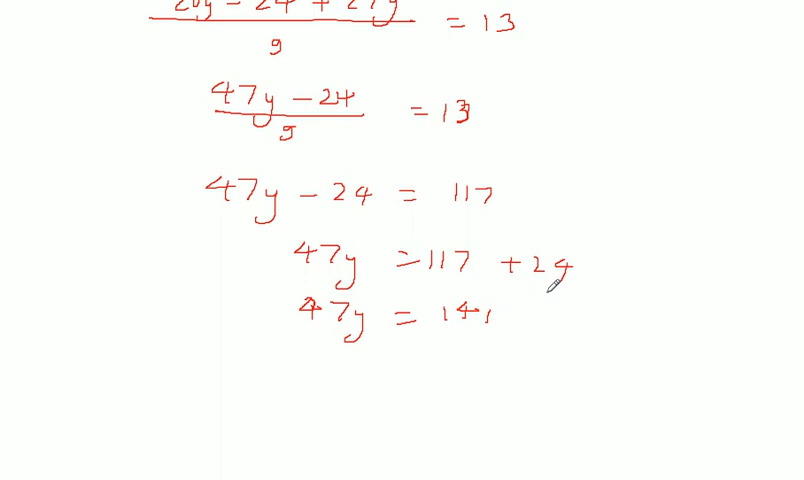 20y - 24 + 27y / 9 = 13
47y - 24 / 9 = 13
47y - 24 = 117
47y = 117 + 24
47y = 141